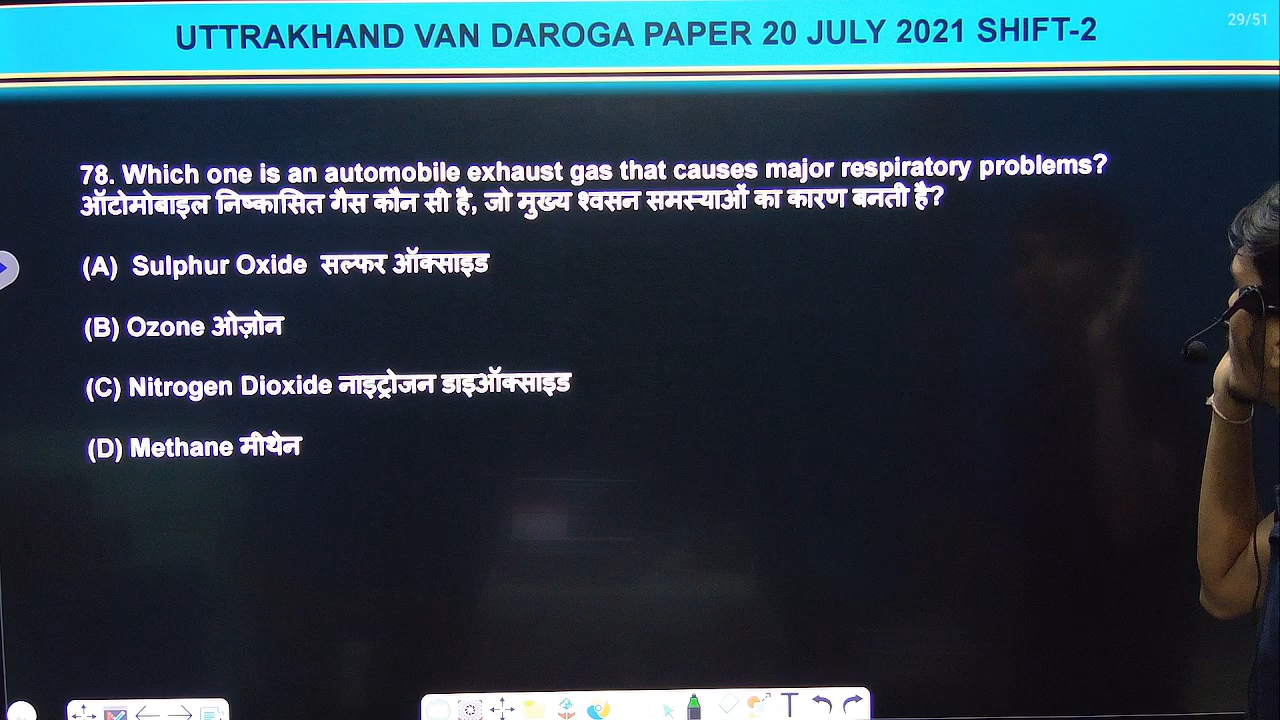 UTTRAKHAND VAN DAROGA PAPER 20 JULY 2021 SHIFT-2
29/51
78. Which one is an automobile exhaust gas that causes major respiratory problems?
ऑटोमोबाइल निष्कासित गैस कौन सी है, जो मुख्य श्वसन समस्याओं का कारण बनती है?
(A) Sulphur Oxide सल्फर ऑक्साइड
(B) Ozone ओज़ोन
(C) Nitrogen Dioxide नाइट्रोजन डाइऑक्साइड
(D) Methane मीथेन
T